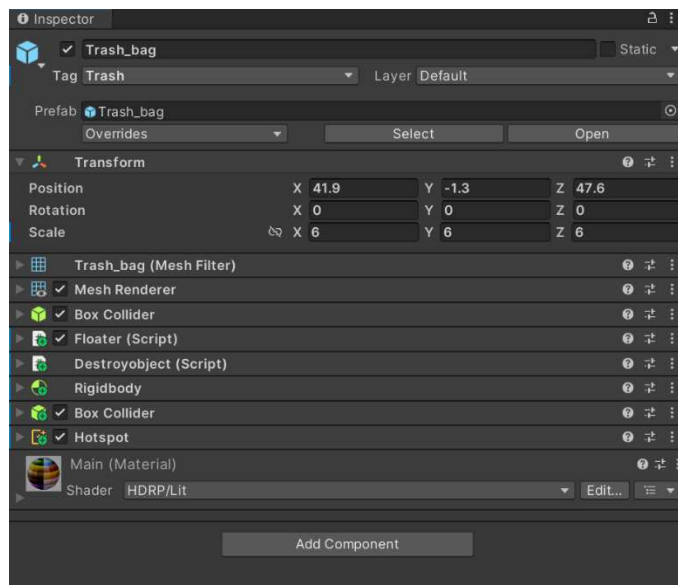 Inspector
Trash_bag Static
Tag Trash Layer Default
Prefab Trash_bag
Overrides Select Open
Transform
Position X 41.9 Y -1.3 Z 47.6
Rotation X 0 Y 0 Z 0
Scale X 6 Y 6 Z 6
Trash_bag (Mesh Filter)
Mesh Renderer
Box Collider
Floater (Script)
Destroyobject (Script)
Rigidbody
Box Collider
Hotspot
Main (Material)
Shader HDRP/Lit Edit...
Add Component